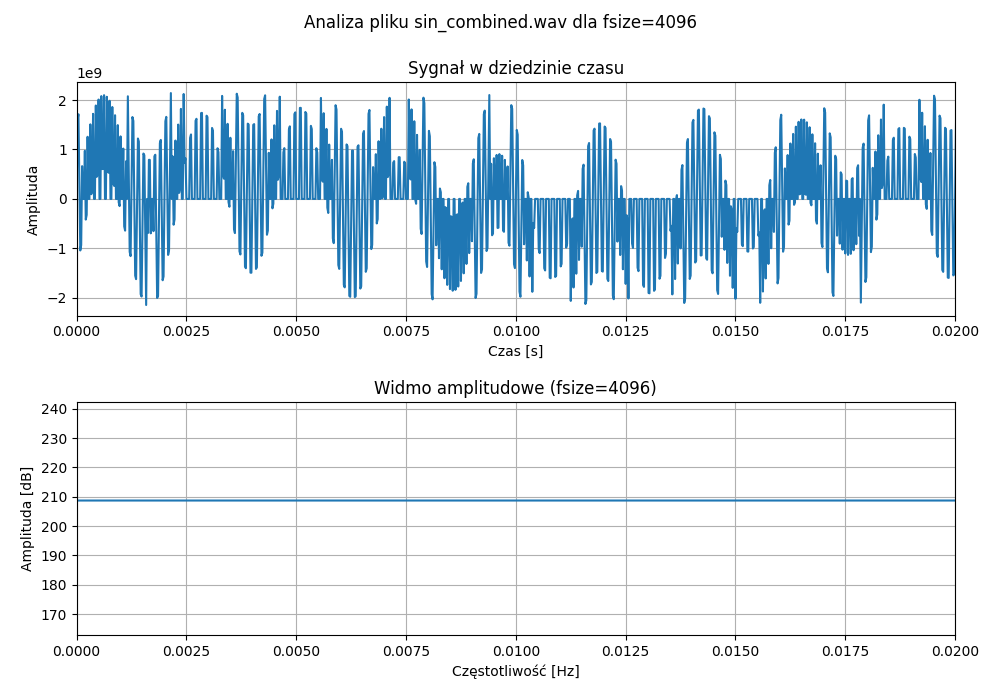 Analiza pliku sin_combined.wav dla fsize=4096
Sygnał w dziedzinie czasu
1e9
2
1
0
−1
−2
Amplituda
0.0000 0.0025 0.0050 0.0075 0.0100 0.0125 0.0150 0.0175 0.0200
Czas [s]
Widmo amplitudowe (fsize=4096)
240
230
220
210
200
190
180
170
Amplituda [dB]
0.0000 0.0025 0.0050 0.0075 0.0100 0.0125 0.0150 0.0175 0.0200
Częstotliwość [Hz]